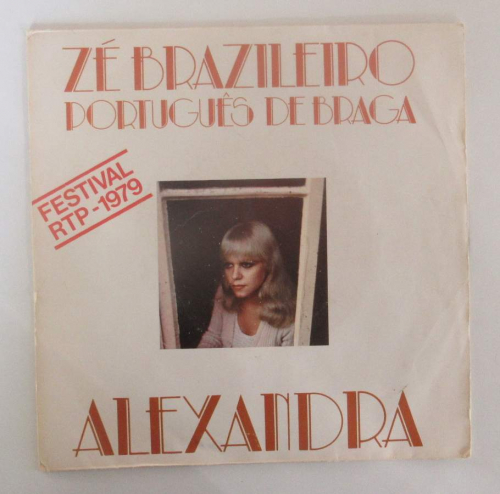 ZÉ BRAZILEIRO
PORTUGUÊS DE BRAGA
FESTIVAL
RTP-1979
ALEXANDRA